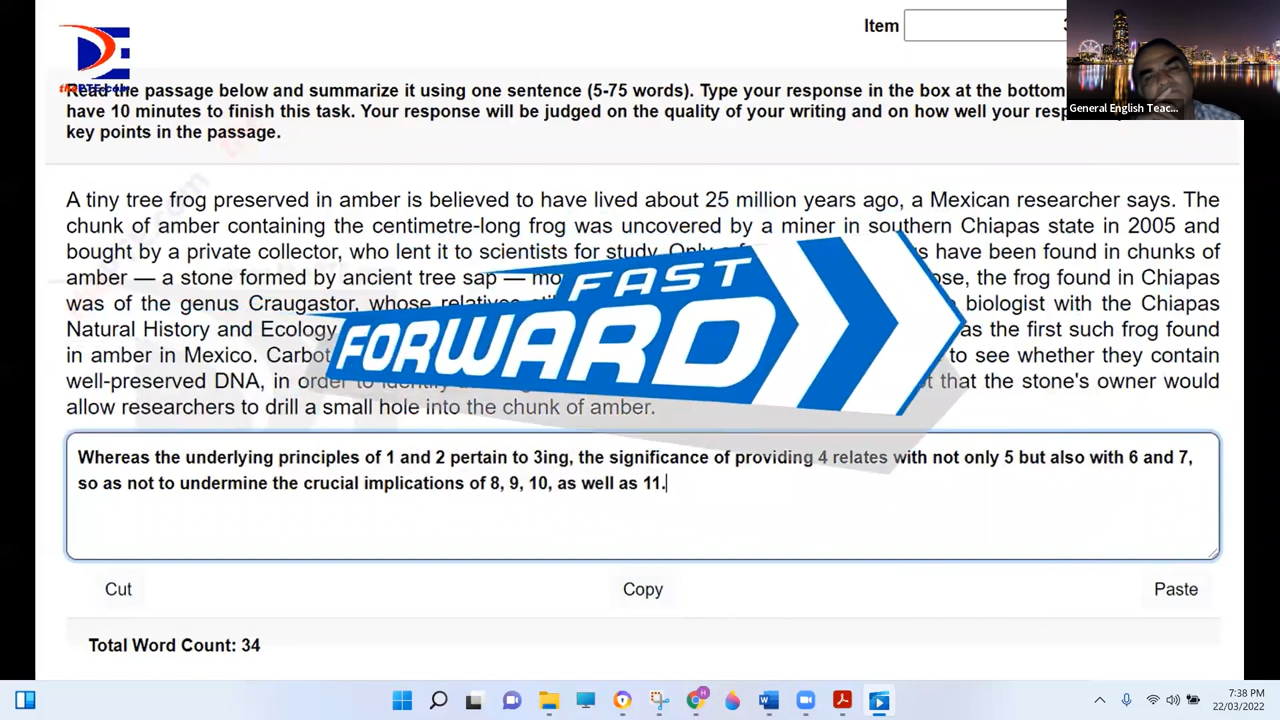 Item
Read the passage below and summarize it using one sentence (5-75 words). Type your response in the box at the bottom
have 10 minutes to finish this task. Your response will be judged on the quality of your writing and on how well your
key points in the passage.
General English Teac...
A tiny tree frog preserved in amber is believed to have lived about 25 million years ago, a Mexican researcher says. The
chunk of amber containing the centimetre-long frog was uncovered by a miner in southern Chiapas state in 2005 and
bought by a private collector, who lent it to scientists for study. Only a have been found in chunks of
amber — a stone formed by ancient tree sap — the frog found in Chiapas
was of the genus Craugastor, whose relatives biologist with the Chiapas
Natural History and Ecology as the first such frog found
in amber in Mexico. to see whether they contain
well-preserved DNA, in order to identify that the stone's owner would
allow researchers to drill a small hole into the chunk of amber.
FAST
FORWARD
Whereas the underlying principles of 1 and 2 pertain to 3ing, the significance of providing 4 relates with not only 5 but also with 6 and 7,
so as not to undermine the crucial implications of 8, 9, 10, as well as 11.
Cut
Copy
Paste
Total Word Count: 34
7:38 PM
22/03/2022